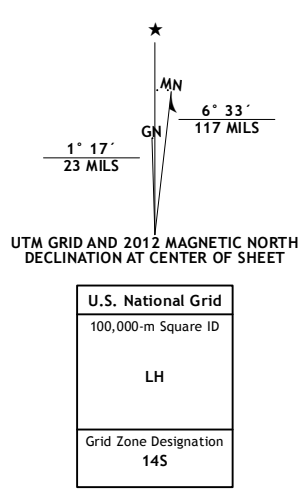 ★
MN
6° 33´
117 MILS
GN
1° 17´
23 MILS
UTM GRID AND 2012 MAGNETIC NORTH
DECLINATION AT CENTER OF SHEET
U.S. National Grid
100,000-m Square ID
LH
Grid Zone Designation
14S